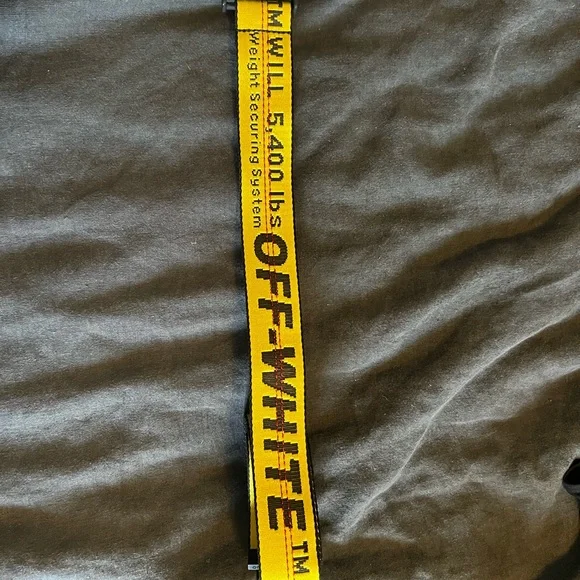 TM WILL 5,400 lbs
Weight Securing System
OFF-WHITE TM